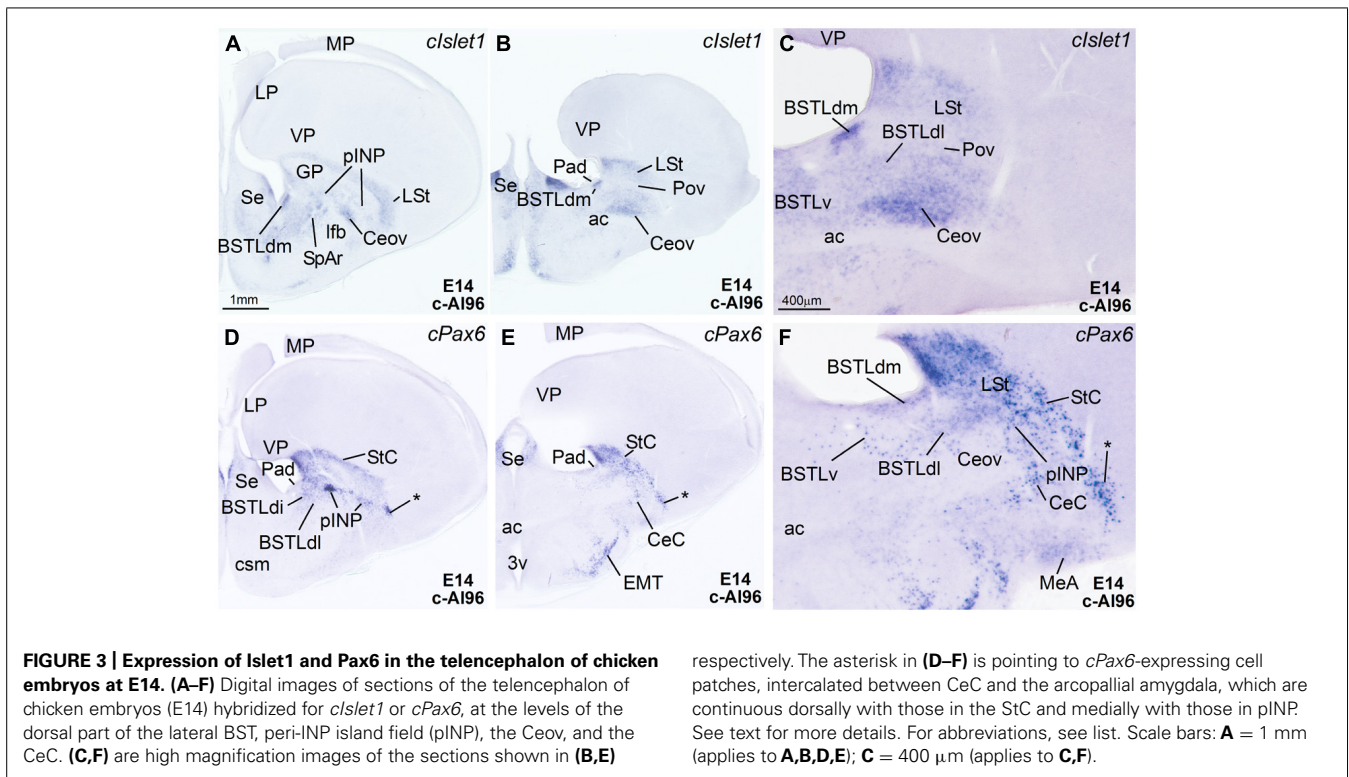 A
MP
cIslet1
LP
VP
pINP
GP
Se
LSt
BSTLdm
lfb
Ceov
SpAr
1mm
E14
c-Al96
B
cIslet1
VP
Pad
LSt
Se
BSTLdm
Pov
ac
Ceov
E14
c-Al96
C
VP
cIslet1
BSTLdm
LSt
BSTLdl
Pov
BSTLv
ac
Ceov
400µm
E14
c-Al96
D
cPax6
MP
LP
VP
Pad
StC
Se
*
BSTLdi
pINP
BSTLdl
csm
E14
c-Al96
E
MP
cPax6
VP
StC
Se
Pad
*
ac
CeC
3v
EMT
E14
c-Al96
F
cPax6
BSTLdm
LSt
StC
*
BSTLv
BSTLdl
Ceov
pINP
CeC
ac
MeA
E14
c-Al96
FIGURE 3 | Expression of Islet1 and Pax6 in the telencephalon of chicken
embryos at E14. (A–F) Digital images of sections of the telencephalon of
chicken embryos (E14) hybridized for cIslet1 or cPax6, at the levels of the
dorsal part of the lateral BST, peri-INP island field (pINP), the Ceov, and the
CeC. (C,F) are high magnification images of the sections shown in (B,E)
respectively. The asterisk in (D–F) is pointing to cPax6-expressing cell
patches, intercalated between CeC and the arcopallial amygdala, which are
continuous dorsally with those in the StC and medially with those in pINP.
See text for more details. For abbreviations, see list. Scale bars: A = 1 mm
(applies to A,B,D,E); C = 400 μm (applies to C,F).